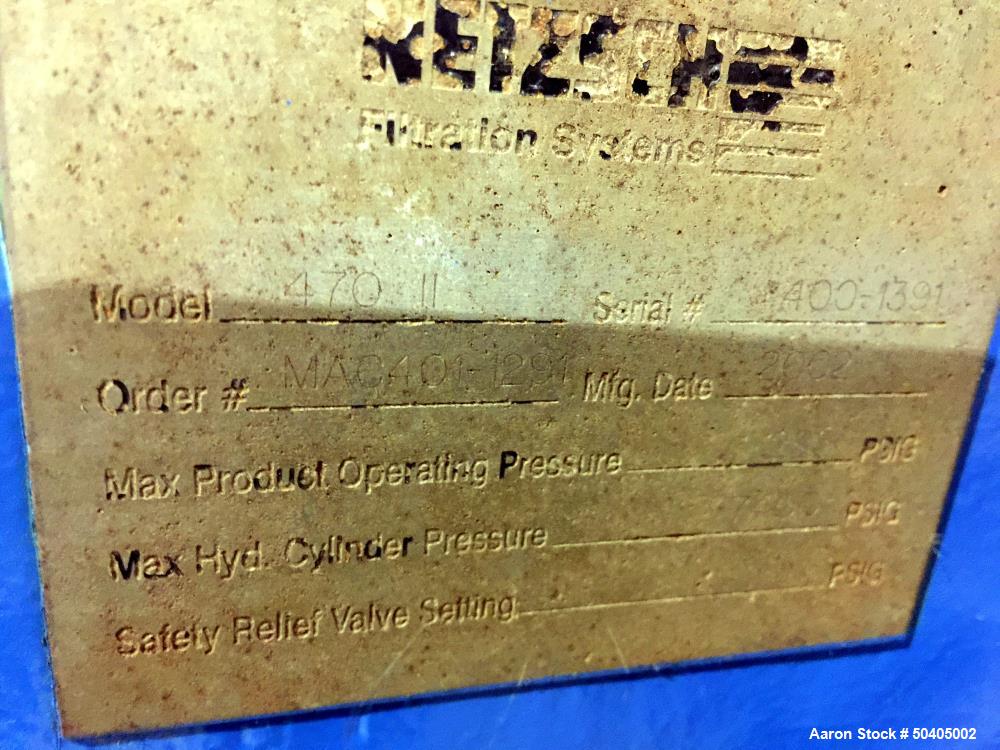 NETZSCH
Filtration Systems
Model 470 II Serial # 400-1391
Order # MAC401-1291 Mfg. Date 2002
Max Product Operating Pressure PSIG
Max Hyd. Cylinder Pressure PSIG
Safety Relief Valve Setting PSIG
Aaron Stock # 50405002